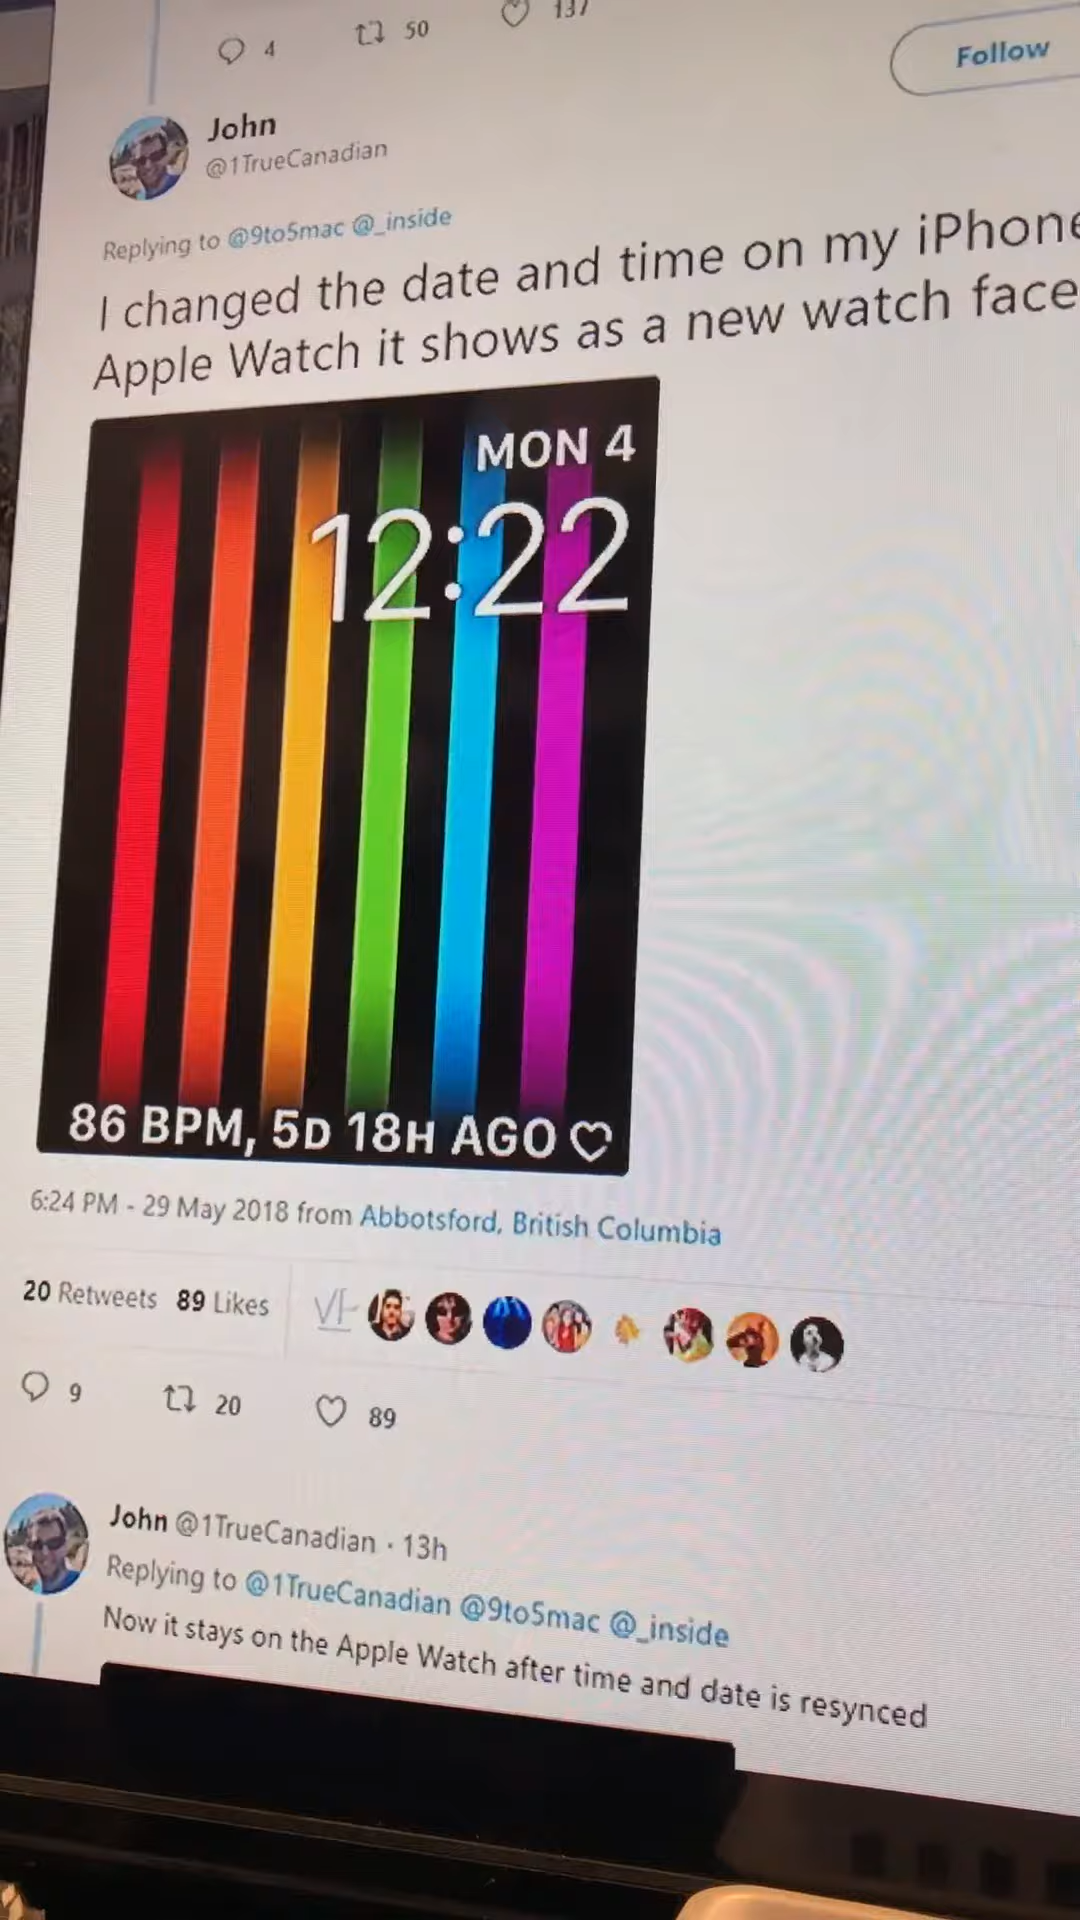 4 50 137
Follow
John
@1TrueCanadian
Replying to @9to5mac @_inside
I changed the date and time on my iPhone
Apple Watch it shows as a new watch face
MON 4
12:22
86 BPM, 5D 18H AGO
6:24 PM - 29 May 2018 from Abbotsford, British Columbia
20 Retweets 89 Likes
9 20 89
John @1TrueCanadian · 13h
Replying to @1TrueCanadian @9to5mac @_inside
Now it stays on the Apple Watch after time and date is resynced